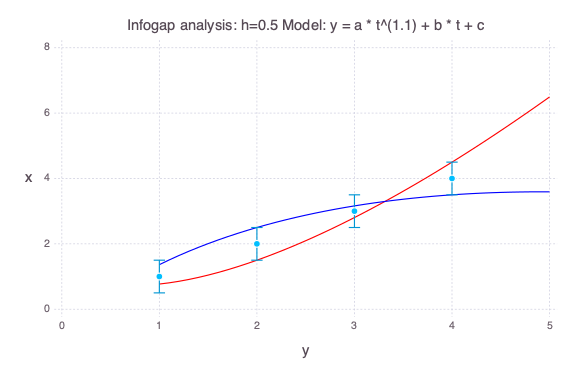 Infogap analysis: h=0.5 Model: y = a * t^(1.1) + b * t + c
8
6
x
4
2
0
0 1 2 3 4 5
y